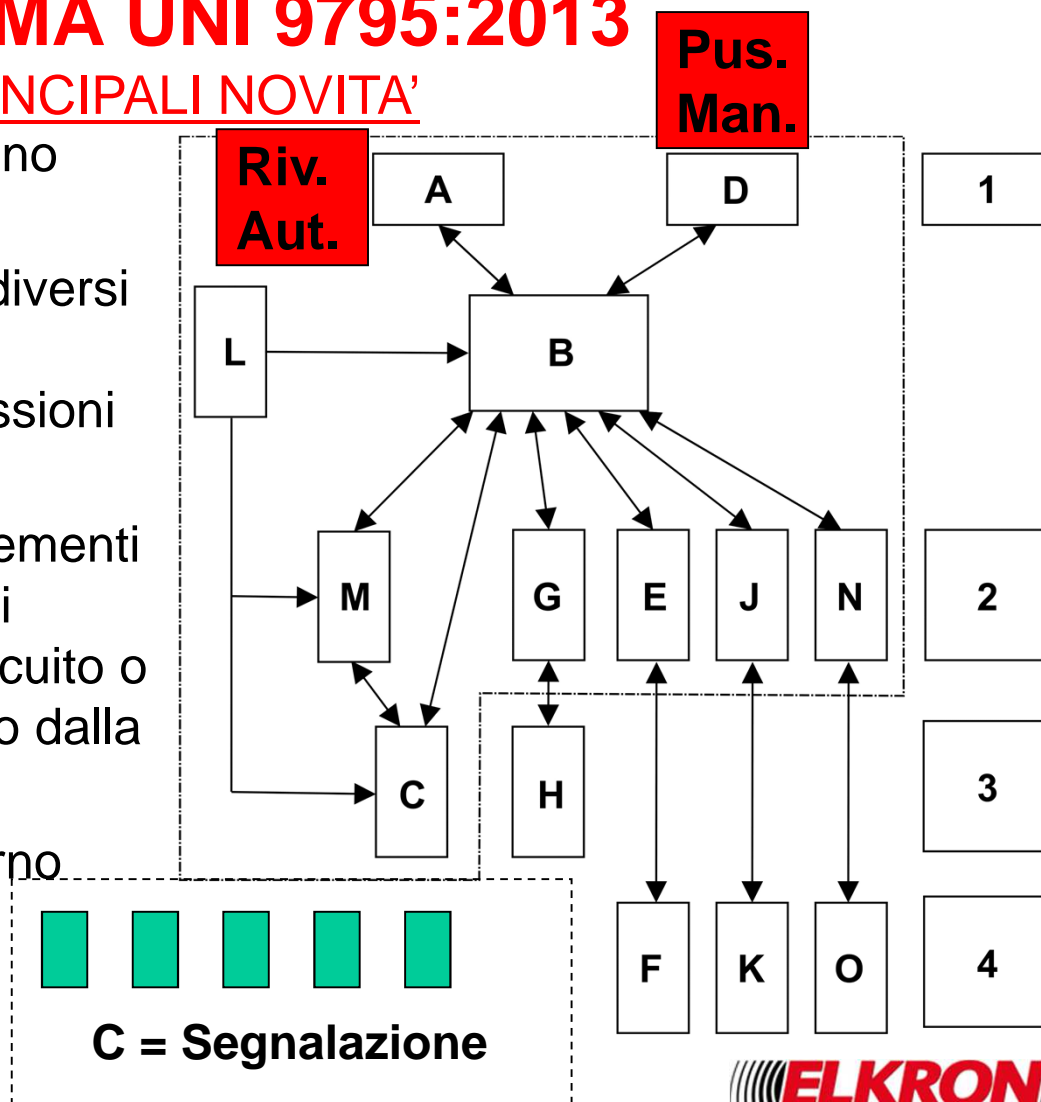 MA UNI 9795:2013
NCIPALI NOVITA’
no
diversi
ssioni
ementi
i
cuito o
o dalla
rno
Pus.
Man.
Riv.
Aut.
A
D
1
L
B
M
G
E
J
N
2
C
H
3
F
K
O
4
C = Segnalazione
ELKRON